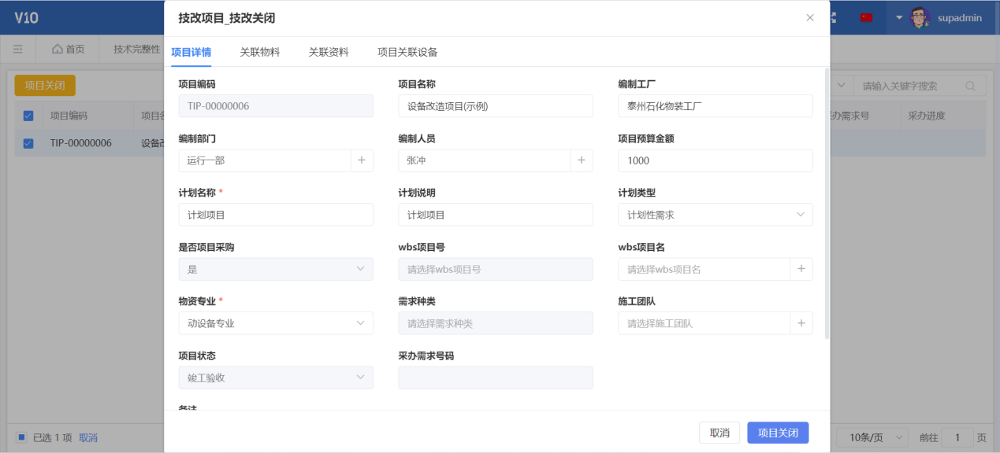 V10
技改项目_技改关闭
supadmin
首页
技术完整性
项目详情
关联物料
关联资料
项目关联设备
项目关闭
请输入关键字搜索
项目编码
项目名
办需求号
采办进度
TIP-00000006
设备改
项目编码
项目名称
编制工厂
TIP-00000006
设备改造项目(示例)
泰州石化物装工厂
编制部门
编制人员
项目预算金额
运行一部
张冲
1000
计划名称 *
计划说明
计划类型
计划项目
计划项目
计划性需求
是否项目采购
wbs项目号
wbs项目名
是
请选择wbs项目号
请选择wbs项目名
物资专业 *
需求种类
施工团队
动设备专业
请选择需求种类
请选择施工团队
项目状态
采办需求号码
竣工验收
已选 1 项 取消
取消
项目关闭
10条/页
前往 1 页